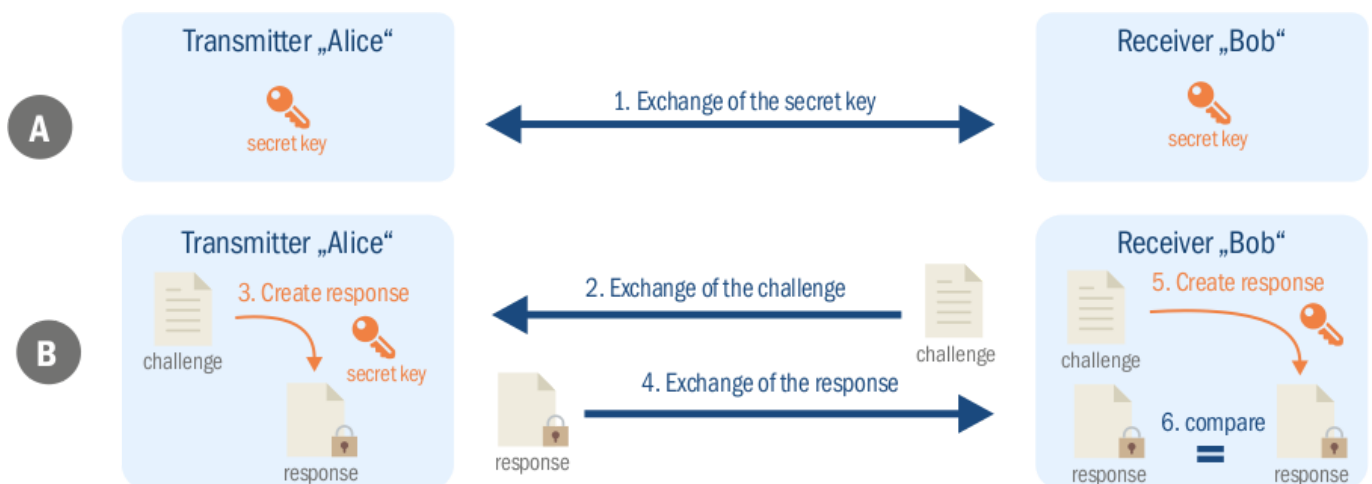 A
Transmitter „Alice“
secret key
1. Exchange of the secret key
Receiver „Bob“
secret key
B
Transmitter „Alice“
3. Create response
challenge
secret key
response
2. Exchange of the challenge
challenge
4. Exchange of the response
response
Receiver „Bob“
5. Create response
challenge
6. compare
=
response
response